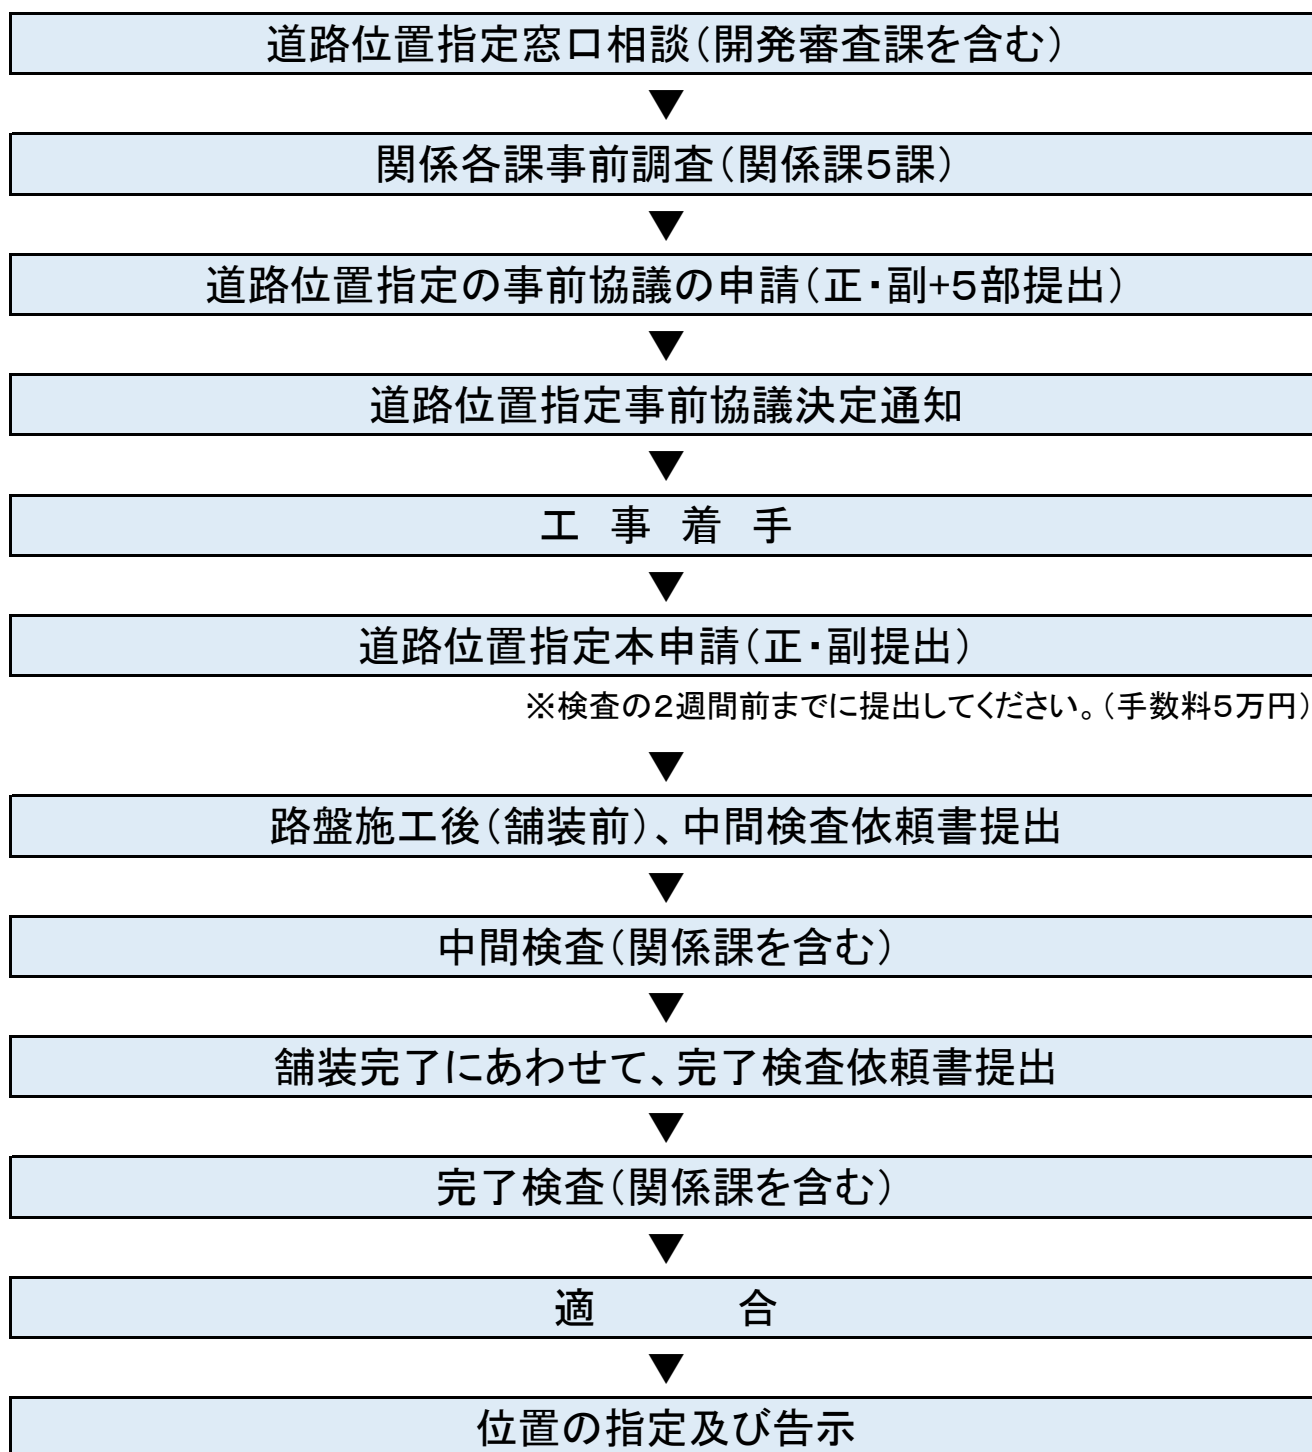 道路位置指定窓口相談（開発審査課を含む）
▼
関係各課事前調査（関係課５課）
▼
道路位置指定の事前協議の申請（正・副+５部提出）
▼
道路位置指定事前協議決定通知
▼
工　事　着　手
▼
道路位置指定本申請（正・副提出）
※検査の２週間前までに提出してください。（手数料５万円）
▼
路盤施工後（舗装前）、中間検査依頼書提出
▼
中間検査（関係課を含む）
▼
舗装完了にあわせて、完了検査依頼書提出
▼
完了検査（関係課を含む）
▼
適　　　合
▼
位置の指定及び告示